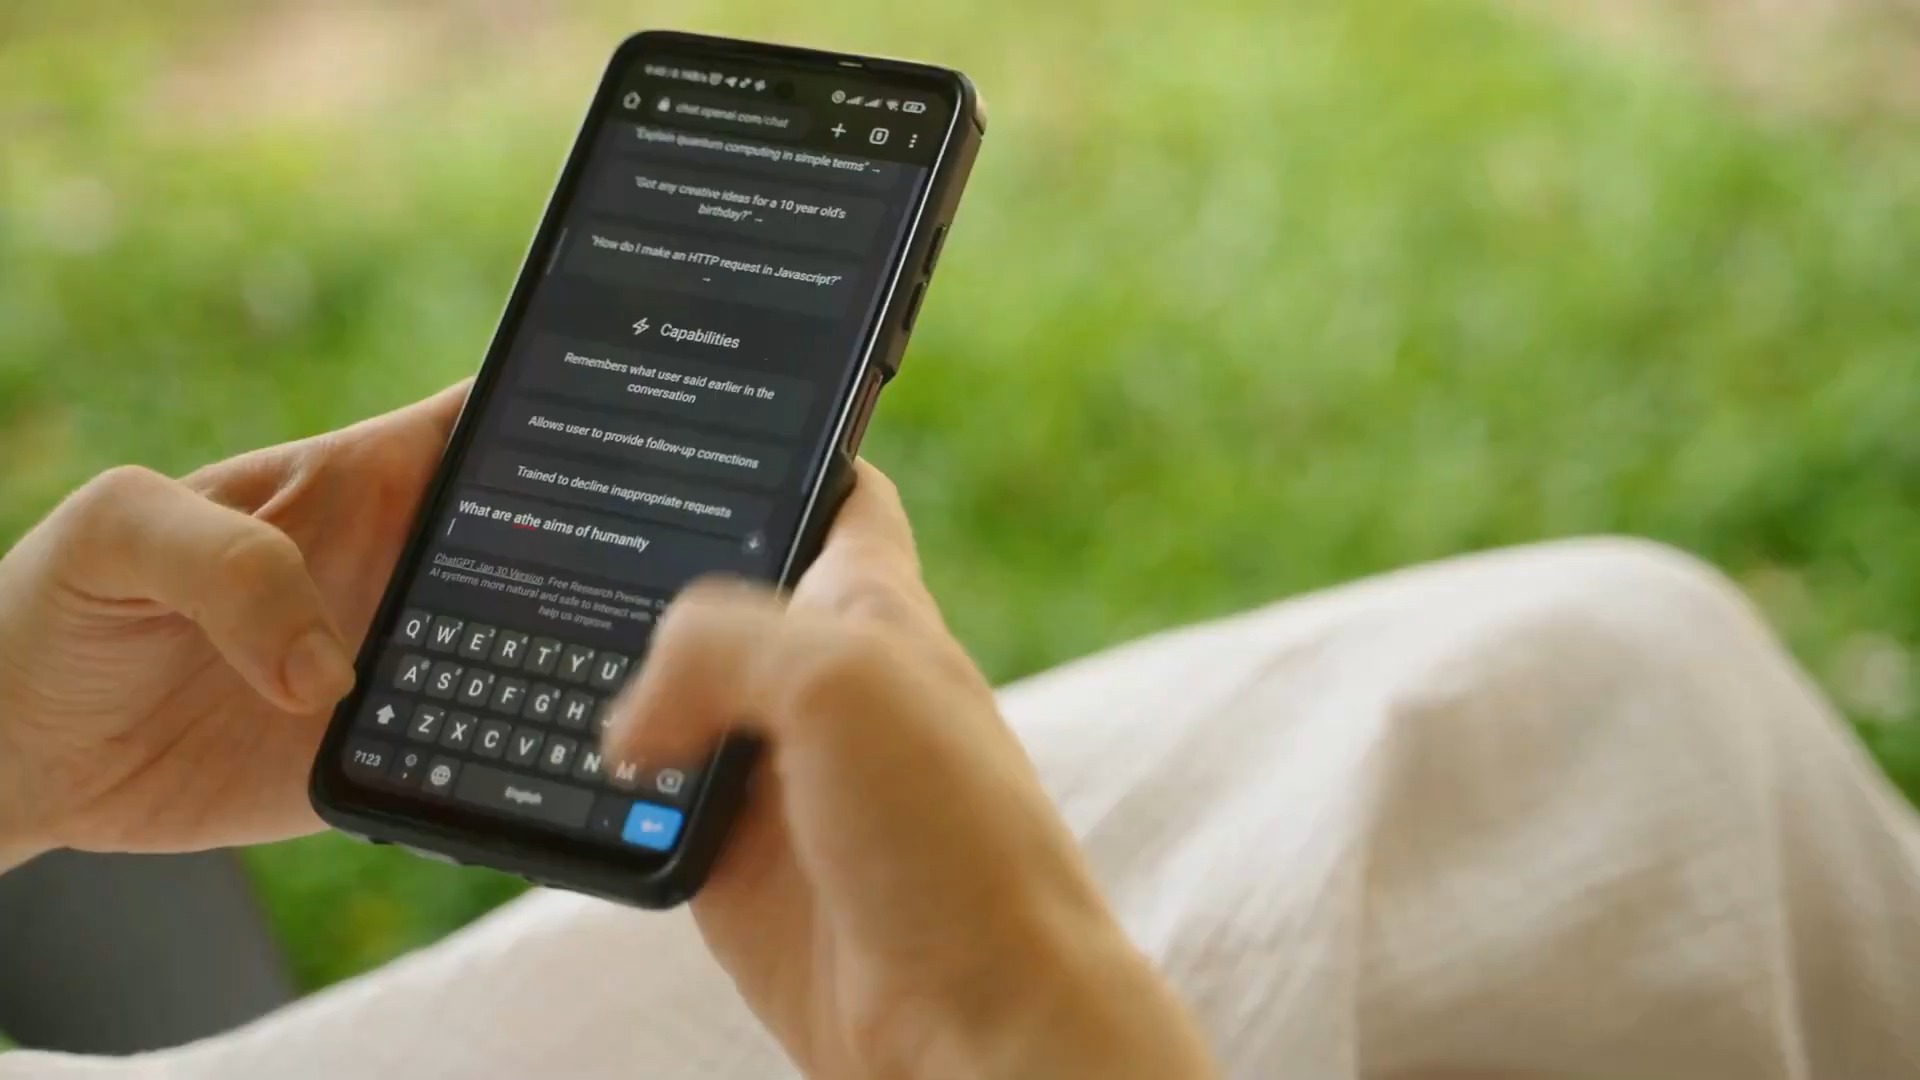 chat.openai.com/chat
"Explain quantum computing in simple terms" →
"Got any creative ideas for a 10 year old's
birthday?" →
"How do I make an HTTP request in Javascript?"
→
Capabilities
Remembers what user said earlier in the
conversation
Allows user to provide follow-up corrections
Trained to decline inappropriate requests
What are athe aims of humanity
ChatGPT Jan 30 Version. Free Research Preview.
AI systems more natural and safe to interact with.
help us improve.
Q W E R T Y U
A S D F G H
Z X C V B N M
?123 , English